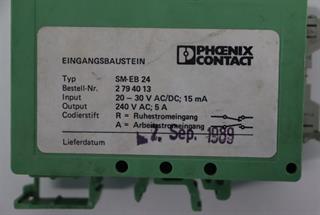 PHŒNIX
CONTACT
EINGANGSBAUSTEIN
Typ SM-EB 24
Bestell-Nr. 2 79 40 13
Input 20 – 30 V AC/DC; 15 mA
Output 240 V AC; 5 A
Codierstift R = Ruhestromeingang
A = Arbeitsstromeingang
Lieferdatum Sep. 1989